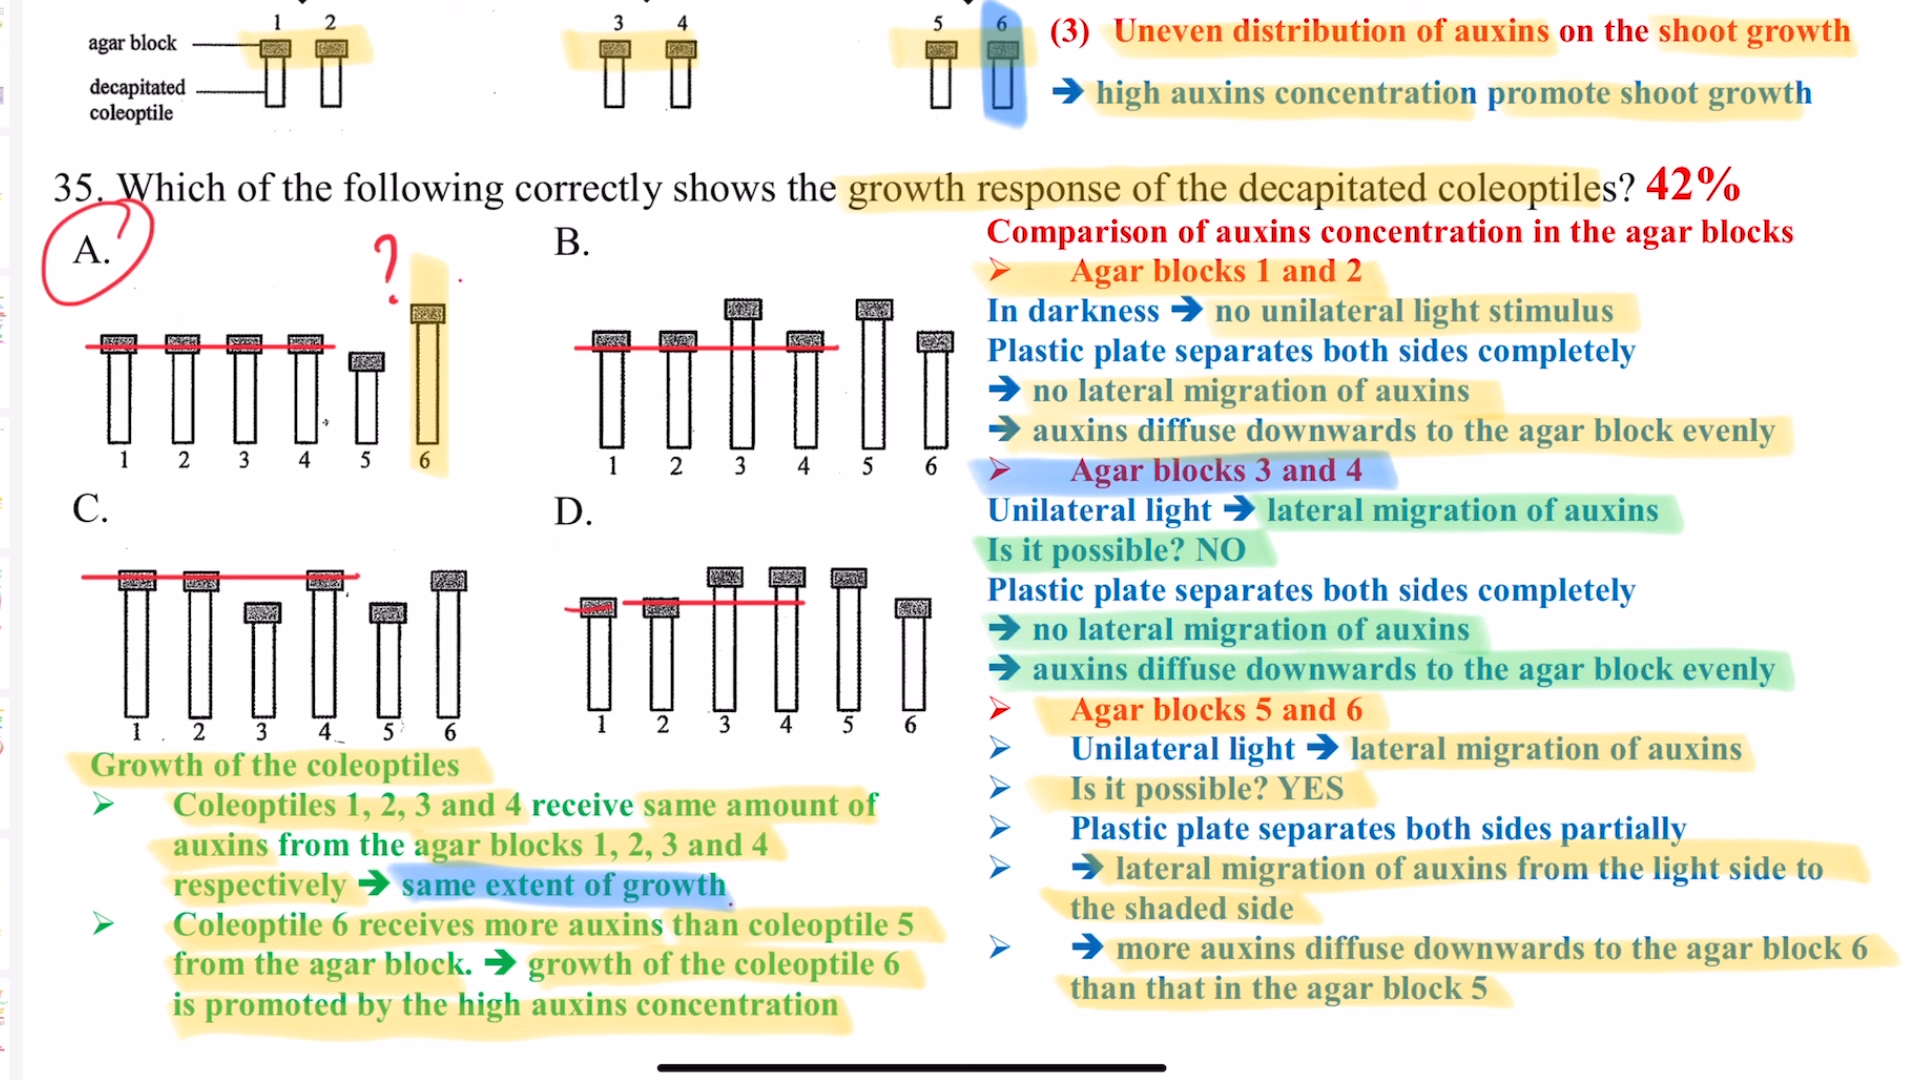 1 2
3 4
5 6
agar block
decapitated
coleoptile
(3) Uneven distribution of auxins on the shoot growth
➔ high auxins concentration promote shoot growth
35. Which of the following correctly shows the growth response of the decapitated coleoptiles? 42%
A.
?
1 2 3 4 5 6
B.
1 2 3 4 5 6
C.
1 2 3 4 5 6
D.
1 2 3 4 5 6
Growth of the coleoptiles
➢ Coleoptiles 1, 2, 3 and 4 receive same amount of
auxins from the agar blocks 1, 2, 3 and 4
respectively ➔ same extent of growth
➢ Coleoptile 6 receives more auxins than coleoptile 5
from the agar block. ➔ growth of the coleoptile 6
is promoted by the high auxins concentration
Comparison of auxins concentration in the agar blocks
➢ Agar blocks 1 and 2
In darkness ➔ no unilateral light stimulus
Plastic plate separates both sides completely
➔ no lateral migration of auxins
➔ auxins diffuse downwards to the agar block evenly
➢ Agar blocks 3 and 4
Unilateral light ➔ lateral migration of auxins
Is it possible? NO
Plastic plate separates both sides completely
➔ no lateral migration of auxins
➔ auxins diffuse downwards to the agar block evenly
➢ Agar blocks 5 and 6
➢ Unilateral light ➔ lateral migration of auxins
➢ Is it possible? YES
➢ Plastic plate separates both sides partially
➢ ➔ lateral migration of auxins from the light side to
the shaded side
➢ ➔ more auxins diffuse downwards to the agar block 6
than that in the agar block 5